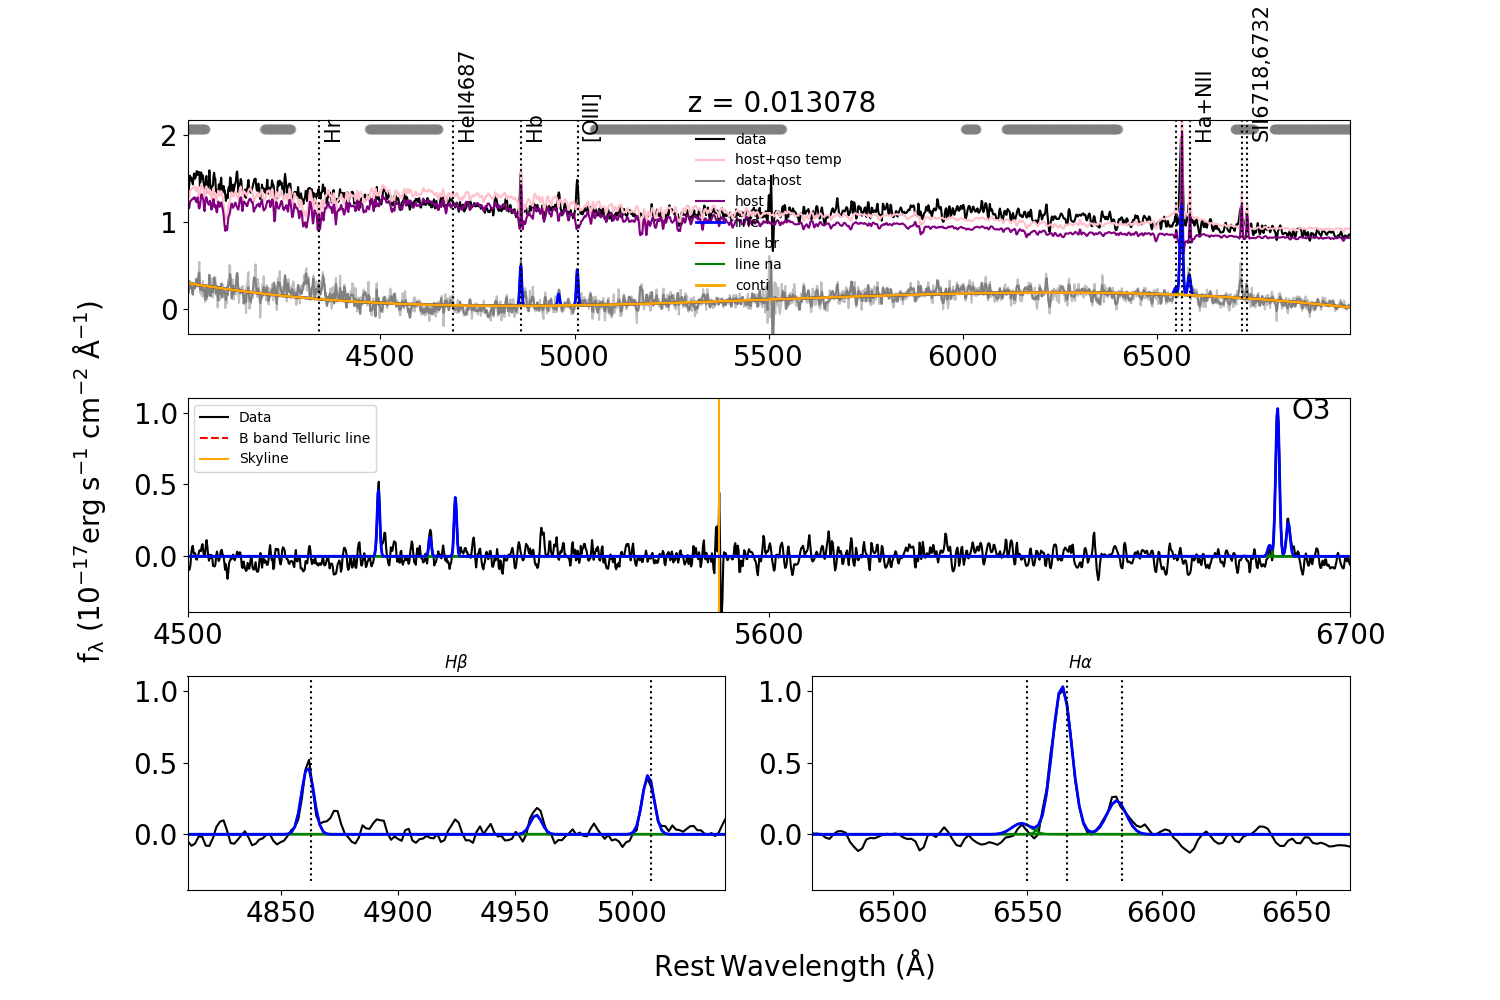 z = 0.013078
Hr
HeII4687
Hb
[OIII]
Ha+NII
SII6718,6732
data
host+qso temp
data-host
host
line
line br
line na
conti
2
1
0
4500
5000
5500
6000
6500
Data
B band Telluric line
Skyline
O3
1.0
0.5
0.0
4500
5600
6700
fλ (10−17erg s−1 cm−2 Å−1)
Hβ
1.0
0.5
0.0
4850
4900
4950
5000
Hα
1.0
0.5
0.0
6500
6550
6600
6650
Rest Wavelength (Å)